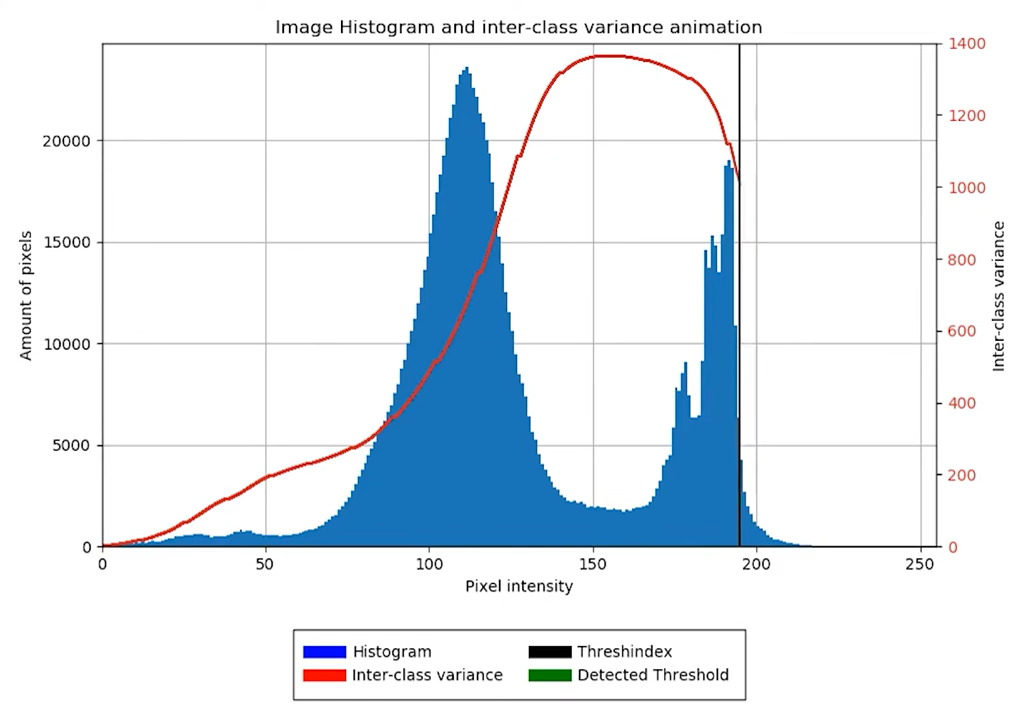 Image Histogram and inter-class variance animation
1400
1200
1000
800
600
400
200
0
20000
15000
10000
5000
0
0 50 100 150 200 250
Amount of pixels
Inter-class variance
Pixel intensity
Histogram Threshindex
Inter-class variance Detected Threshold